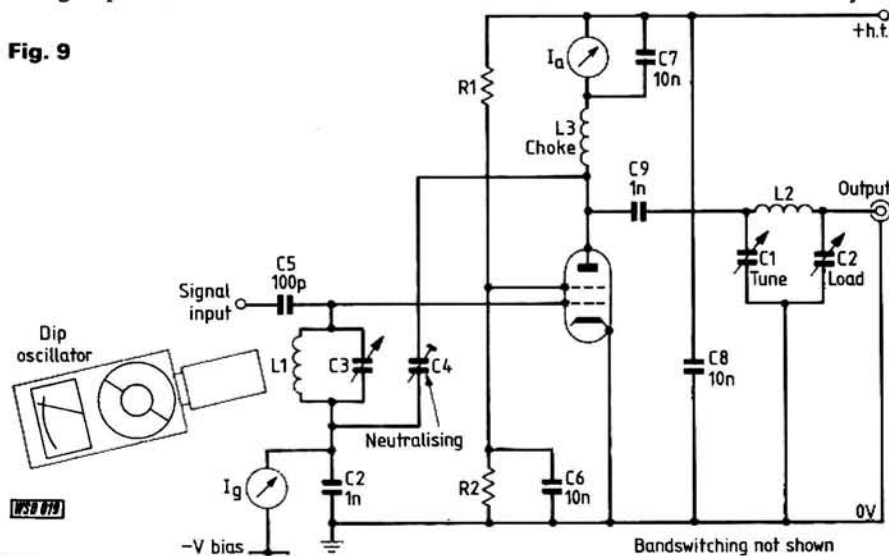 Fig. 9
+h.t.
Ia
C7
10n
R1
L3
Choke
C9
1n
L2
Output
C1
Tune
C2
Load
C5
100p
Signal
input
Dip
oscillator
L1
C3
C4
C8
10n
Neutralising
Ig
C2
1n
R2
C6
10n
0V
-V bias
Bandswitching not shown